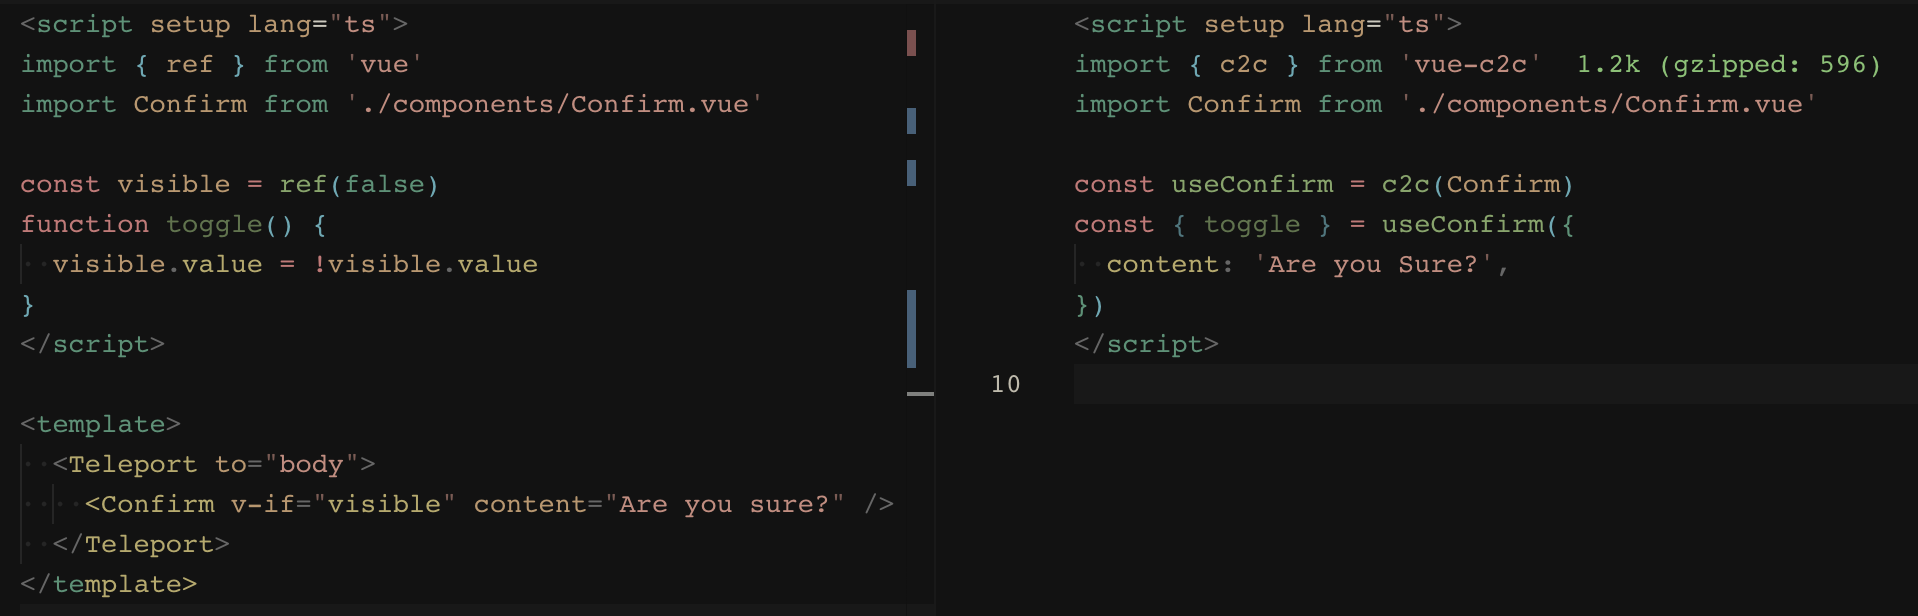 <script setup lang="ts">
import { ref } from 'vue'
import Confirm from './components/Confirm.vue'
const visible = ref(false)
function toggle() {
  visible.value = !visible.value
}
</script>
<template>
  <Teleport to="body">
    <Confirm v-if="visible" content="Are you sure?" />
  </Teleport>
</template>
<script setup lang="ts">
import { c2c } from 'vue-c2c'  1.2k (gzipped: 596)
import Confirm from './components/Confirm.vue'
const useConfirm = c2c(Confirm)
const { toggle } = useConfirm({
  content: 'Are you Sure?',
})
</script>
10